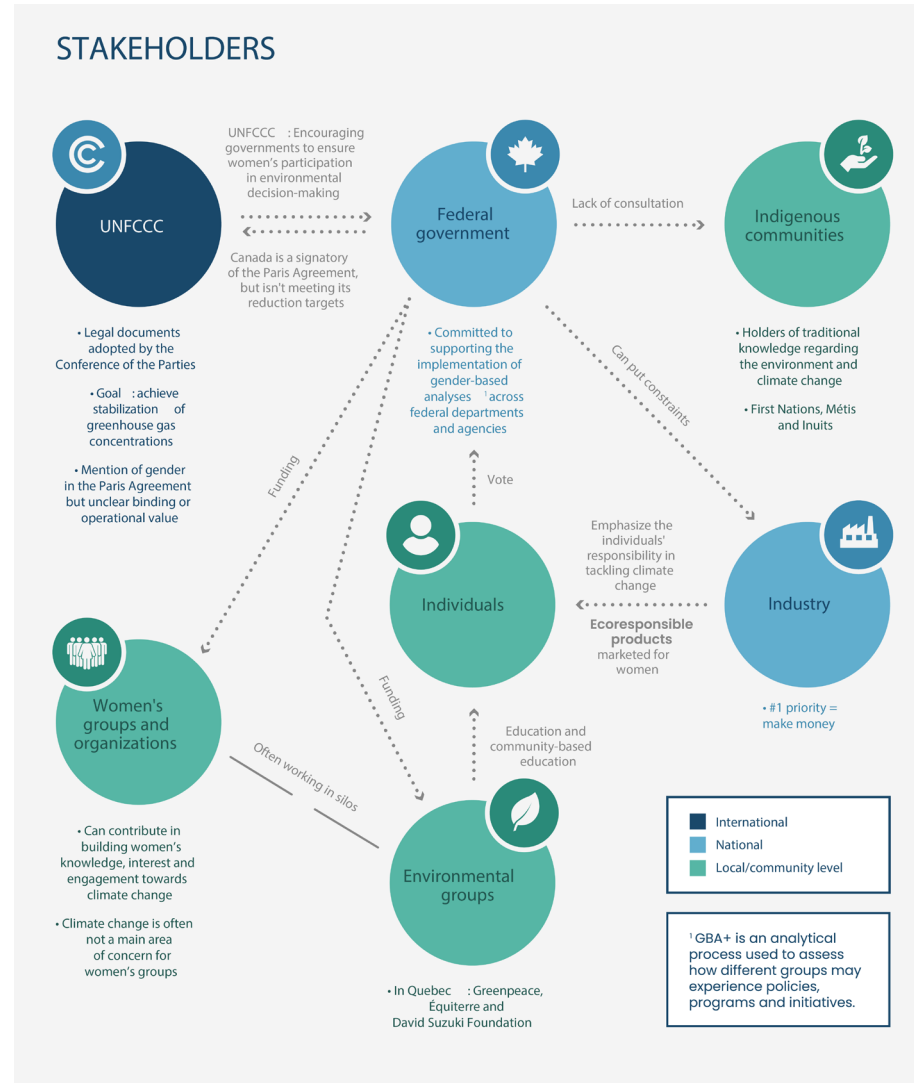 STAKEHOLDERS
UNFCCC : Encouraging
governments to ensure
women's participation
in environmental
decision-making
UNFCCC
Canada is a signatory
of the Paris Agreement,
but isn't meeting its
reduction targets
Federal
government
Lack of consultation
Indigenous
communities
• Legal documents
adopted by the
Conference of the Parties
• Goal : achieve
stabilization of
greenhouse gas
concentrations
• Mention of gender
in the Paris Agreement
but unclear binding or
operational value
• Committed to
supporting the
implementation of
gender-based
analyses ¹ across
federal departments
and agencies
• Holders of traditional
knowledge regarding
the environment and
climate change
• First Nations, Métis
and Inuits
Can put constraints
Funding
Vote
Individuals
Emphasize the
individuals'
responsibility in
tackling climate
change
Ecoresponsible
products
marketed for
women
Industry
• #1 priority =
make money
Women's
groups and
organizations
Funding
Education and
community-based
education
Often working in silos
• Can contribute in
building women's
knowledge, interest and
engagement towards
climate change
• Climate change is often
not a main area
of concern for
women's groups
Environmental
groups
• In Quebec : Greenpeace,
Équiterre and
David Suzuki Foundation
International
National
Local/community level
¹ GBA+ is an analytical
process used to assess
how different groups may
experience policies,
programs and initiatives.